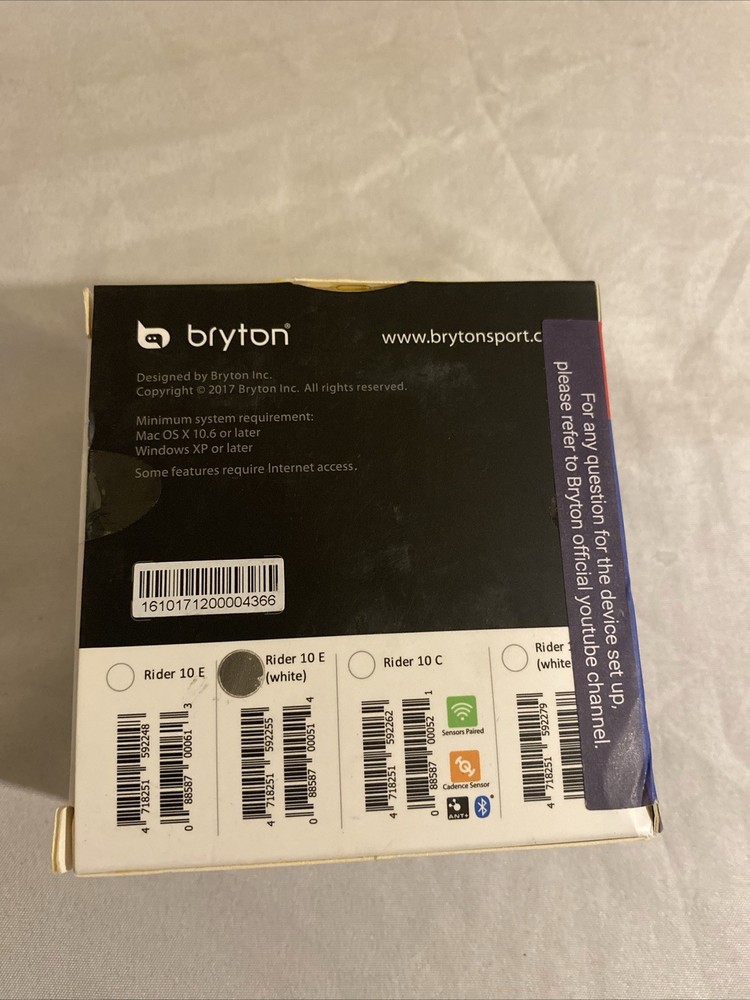 bryton®
www.brytonsport.c
Designed by Bryton Inc.
Copyright © 2017 Bryton Inc. All rights reserved.
Minimum system requirement:
Mac OS X 10.6 or later
Windows XP or later
Some features require Internet access.
1610171200004366
Rider 10 E
4 718251 592248
0 88587 00061 3
Rider 10 E
(white)
4 718251 592255
0 88587 00051 4
Rider 10 C
4 718251 592262
0 88587 00052 1
Sensors Paired
Cadence Sensor
ANT+
Rider 1
(white
4 718251 592279
For any question for the device set up,
please refer to Bryton official youtube channel.